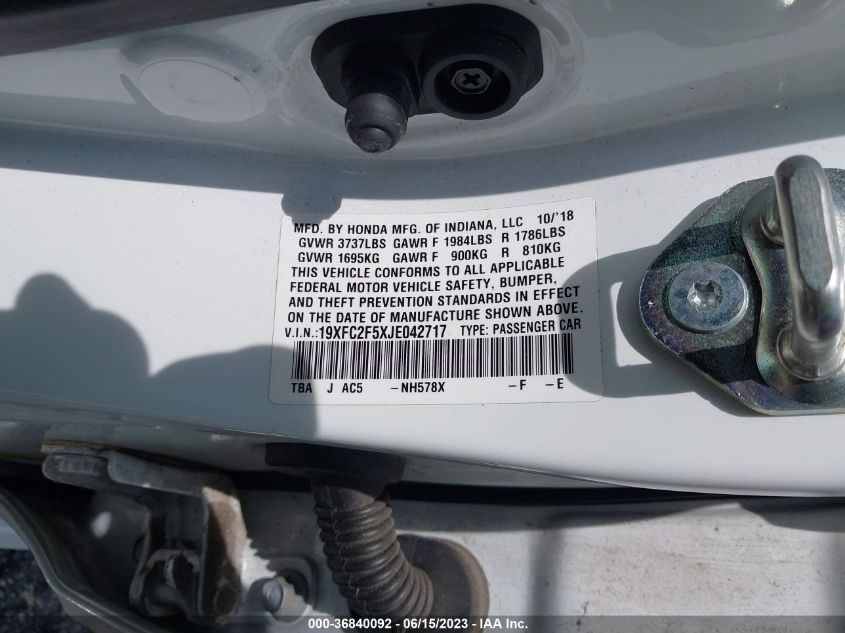 MFD. BY HONDA MFG. OF INDIANA, LLC 10/'18
GVWR 3737LBS GAWR F 1984LBS R 1786LBS
GVWR 1695KG GAWR F 900KG R 810KG
THIS VEHICLE CONFORMS TO ALL APPLICABLE
FEDERAL MOTOR VEHICLE SAFETY, BUMPER,
AND THEFT PREVENTION STANDARDS IN EFFECT
ON THE DATE OF MANUFACTURE SHOWN ABOVE.
V.I.N.:19XFC2F5XJE042717 TYPE: PASSENGER CAR
TBA J AC5 -NH578X -F -E
000-36840092 - 06/15/2023 - IAA Inc.